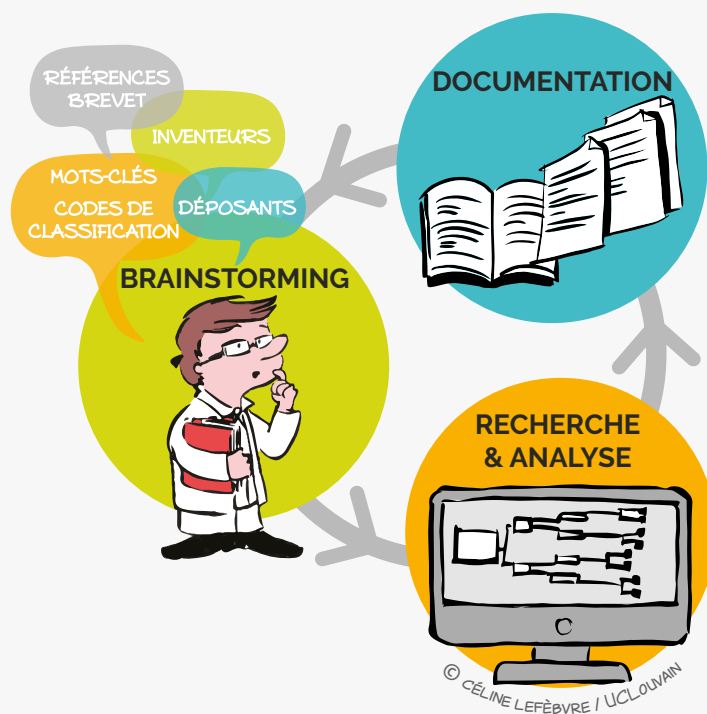 RÉFÉRENCES
BREVET
INVENTEURS
MOTS-CLÉS
CODES DE
CLASSIFICATION
DÉPOSANTS
BRAINSTORMING
DOCUMENTATION
RECHERCHE
& ANALYSE
© CÉLINE LEFÈBVRE / UCLOUVAIN